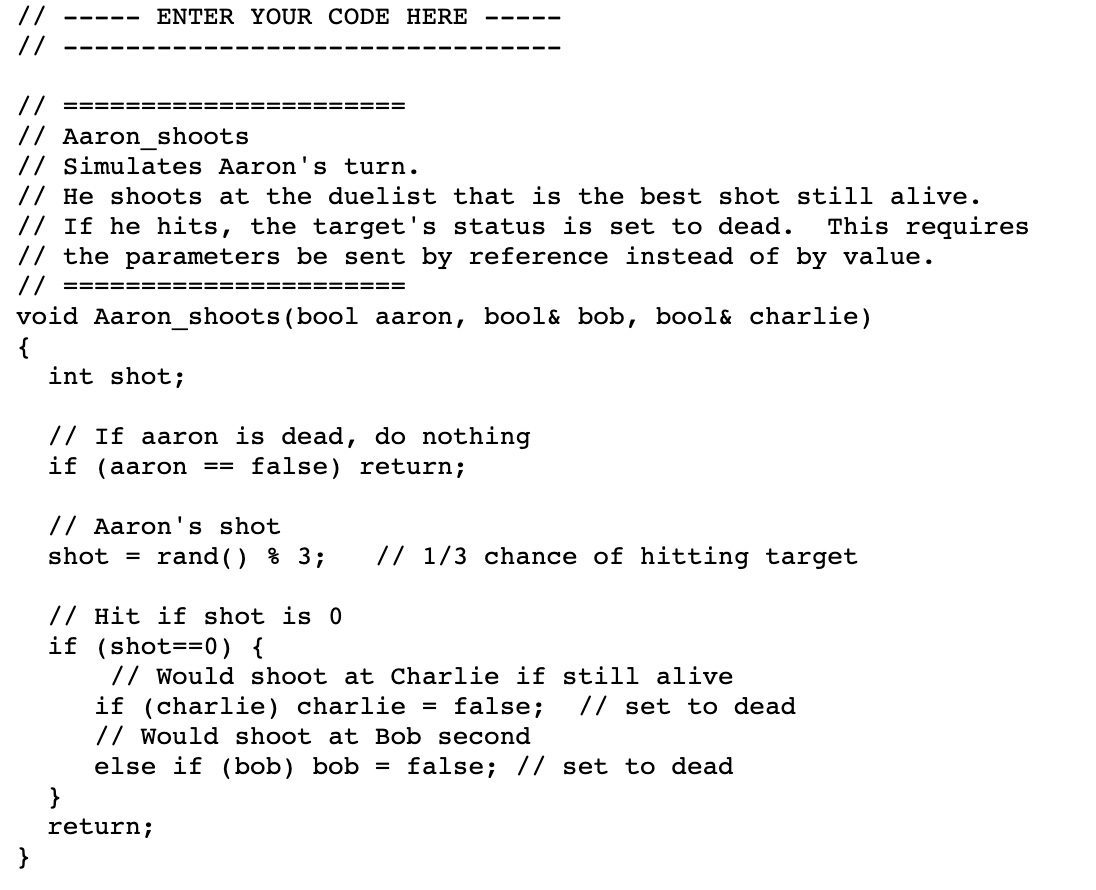 // ----- ENTER YOUR CODE HERE -----
// --------------------------------
// ======================
// Aaron_shoots
// Simulates Aaron's turn.
// He shoots at the duelist that is the best shot still alive.
// If he hits, the target's status is set to dead.  This requires
// the parameters be sent by reference instead of by value.
// ======================
void Aaron_shoots(bool aaron, bool& bob, bool& charlie)
{
  int shot;
  // If aaron is dead, do nothing
  if (aaron == false) return;
  // Aaron's shot
  shot = rand() % 3;   // 1/3 chance of hitting target
  // Hit if shot is 0
  if (shot==0) {
      // Would shoot at Charlie if still alive
     if (charlie) charlie = false;  // set to dead
     // Would shoot at Bob second
     else if (bob) bob = false; // set to dead
  }
  return;
}